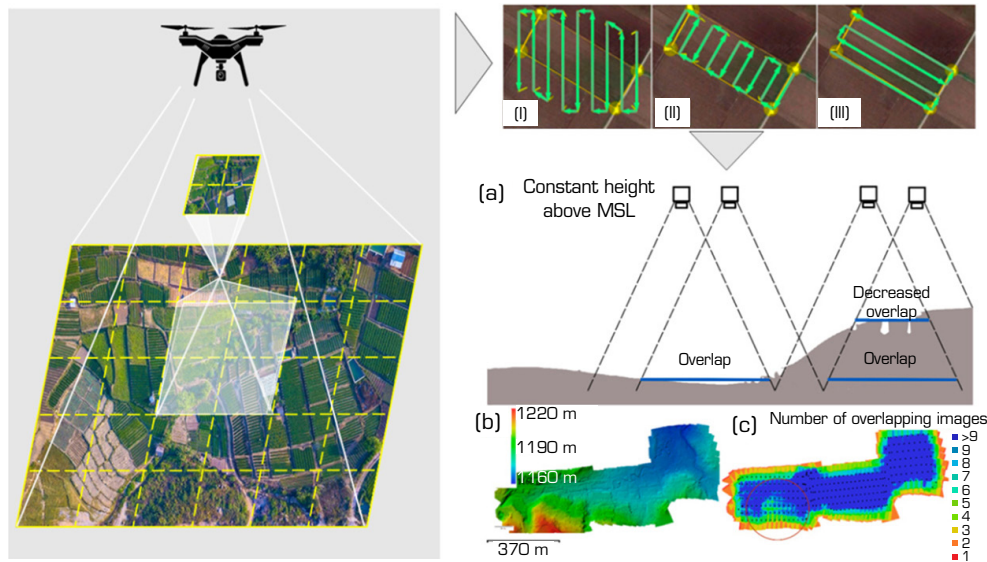 (I)
(II)
(III)
(a) Constant height
above MSL
Decreased
overlap
Overlap
Overlap
(b)
1220 m
1190 m
1160 m
370 m
(c) Number of overlapping images
>9
9
8
7
6
5
4
3
2
1